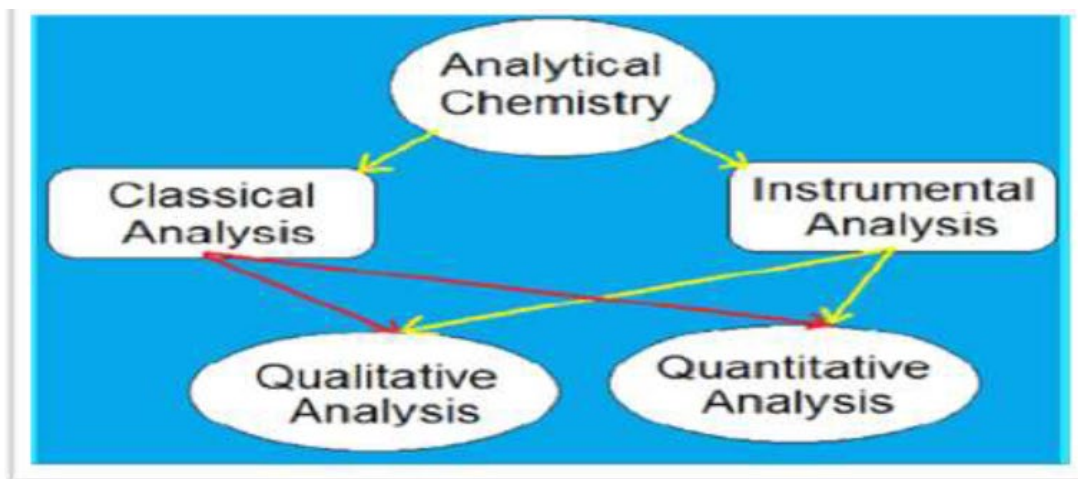 Analytical
Chemistry
Classical
Analysis
Instrumental
Analysis
Qualitative
Analysis
Quantitative
Analysis